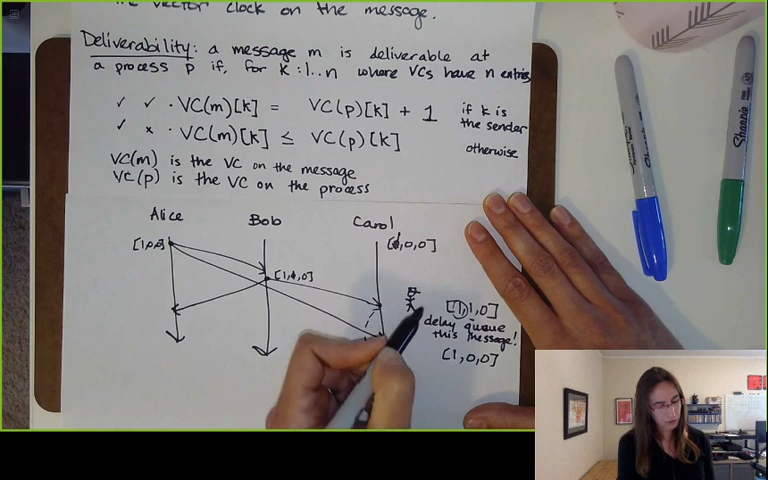 the vector clock on the message.
Deliverability: a message m is deliverable at
a process p if, for k:1..n where VCs have n entries
✓ ✓ · VC(m)[k] = VC(p)[k] + 1 if k is
the sender
✓ x · VC(m)[k] ≤ VC(p)[k] otherwise
VC(m) is the VC on the message
VC(p) is the VC on the process
Alice Bob Carol
[1,0,0] [0,0,0]
[1,1,0]
[1,1,0]
delay queue
this message!
[1,0,0]
Sharpie